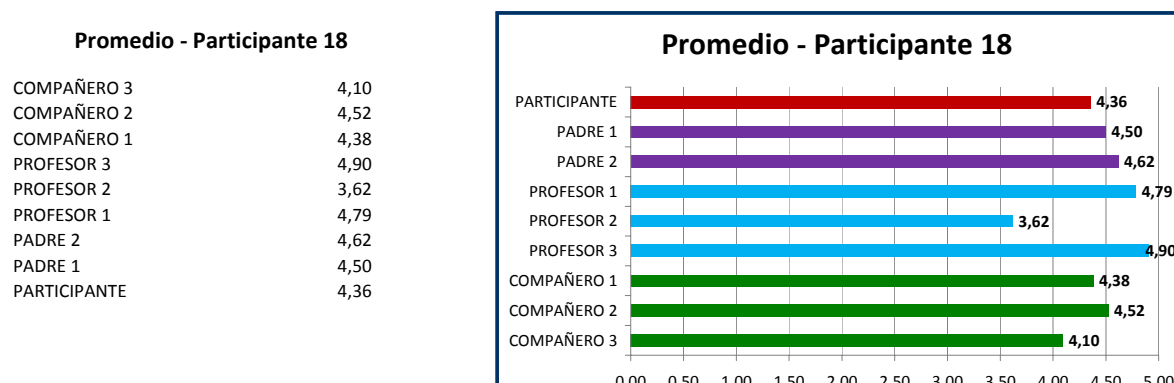 Promedio - Participante 18
COMPAÑERO 3 4,10
COMPAÑERO 2 4,52
COMPAÑERO 1 4,38
PROFESOR 3 4,90
PROFESOR 2 3,62
PROFESOR 1 4,79
PADRE 2 4,62
PADRE 1 4,50
PARTICIPANTE 4,36
Promedio - Participante 18
PARTICIPANTE 4,36
PADRE 1 4,50
PADRE 2 4,62
PROFESOR 1 4,79
PROFESOR 2 3,62
PROFESOR 3 4,90
COMPAÑERO 1 4,38
COMPAÑERO 2 4,52
COMPAÑERO 3 4,10
0,00 0,50 1,00 1,50 2,00 2,50 3,00 3,50 4,00 4,50 5,00